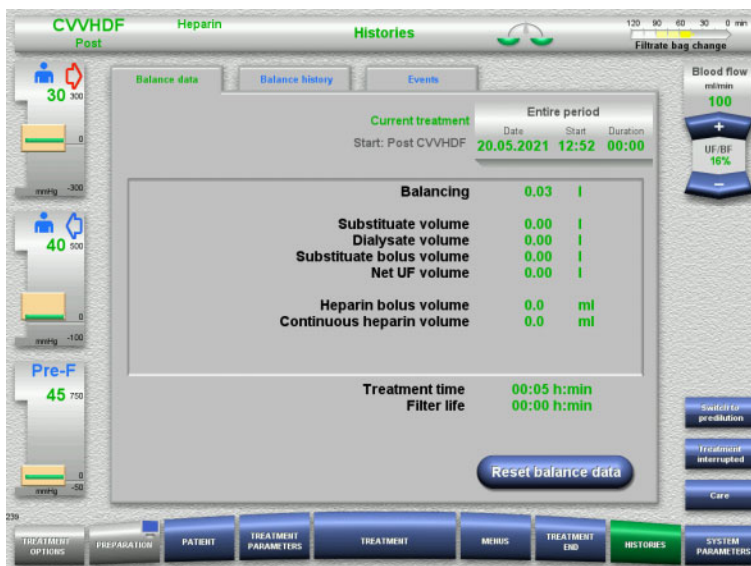 CVVHDF
Post
Heparin
Histories
120 90 60 30 0 min
Filtrate bag change
30 300
0
mmHg -300
40 500
0
mmHg -100
Pre-F
45 750
0
mmHg -50
Balance data
Balance history
Events
Current treatment
Start: Post CVVHDF
Entire period
Date Start Duration
20.05.2021 12:52 00:00
Balancing 0.03 l
Substituate volume 0.00 l
Dialysate volume 0.00 l
Substituate bolus volume 0.00 l
Net UF volume 0.00 l
Heparin bolus volume 0.0 ml
Continuous heparin volume 0.0 ml
Treatment time 00:05 h:min
Filter life 00:00 h:min
Reset balance data
Blood flow
ml/min
100
+
UF/BF
16%
−
Switch to
predilution
Treatment
interrupted
Care
239
TREATMENT
OPTIONS
PREPARATION
PATIENT
TREATMENT
PARAMETERS
TREATMENT
MENUS
TREATMENT
END
HISTORIES
SYSTEM
PARAMETERS